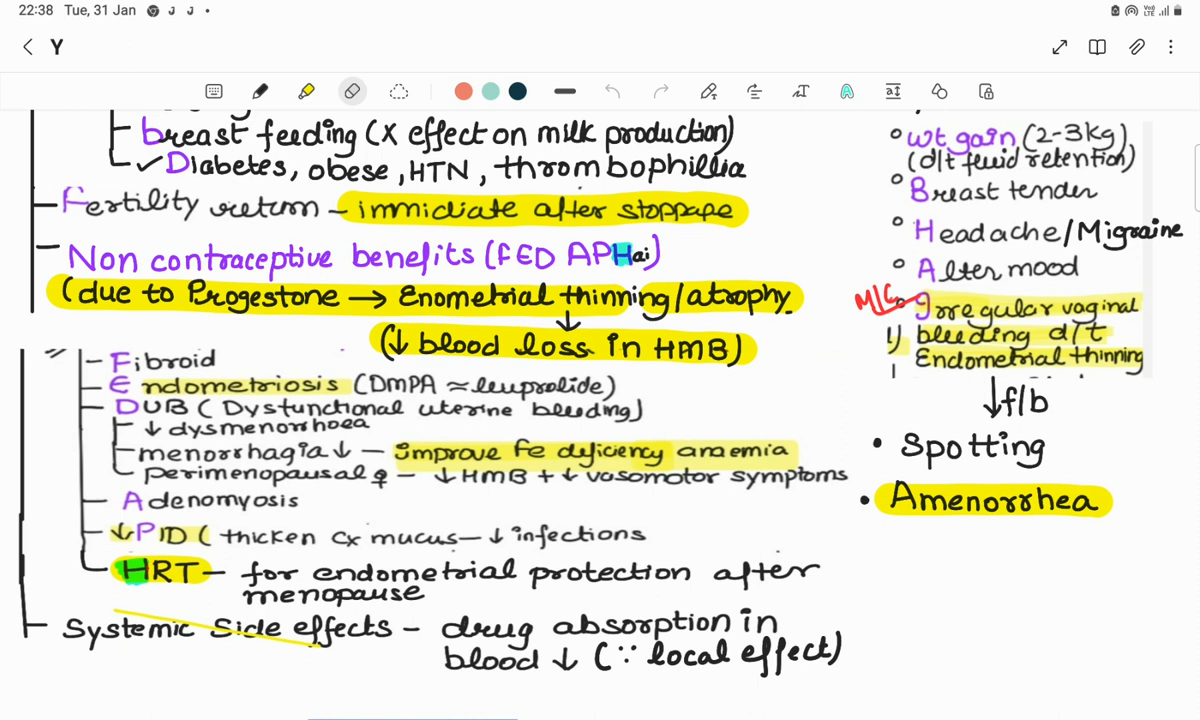 22:38 Tue, 31 Jan
Y
breast feeding (x effect on milk production)
✓ Diabetes, obese, HTN, thrombophillia
Fertility return – immidiate after stoppape
Non contraceptive benefits (FED APHai)
(due to Progestone → Enometrial thinning/atrophy.
↓
(↓ blood loss in HMB)
Fibroid
Endometriosis (DMPA ≈ leuprolide)
DUB (Dysfunctional uterine bleeding)
↓ dysmenorrhoea
menorrhagia ↓ – improve Fe dificiency anaemia
perimenopausal ♀ – ↓HMB + ↓ vasomotor symptoms
Adenomyosis
↓PID ( thicken Cx mucus – ↓ infections
HRT – for endometrial protection after
menopause
Systemic Side effects – drug absorption in
blood ↓ (∵ local effect)
Wt gain (2-3kg)
(d/t fluid retention)
Breast tender
Headache/Migraine
Alter mood
M/C Irregular vaginal
1) bleeding d/t
Endometrial thinning
↓ f/b
• Spotting
• Amenorrhea